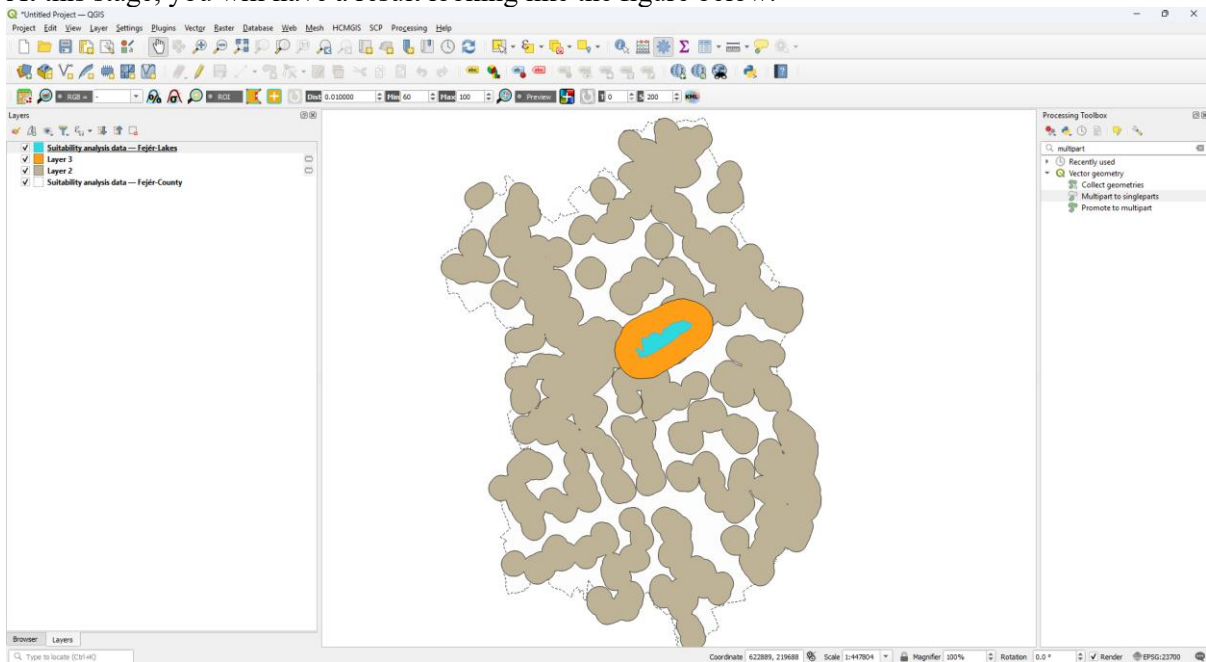 At this stage, you will have a result looking like the figure below.
*Untitled Project — QGIS
Project Edit View Layer Settings Plugins Vector Raster Database Web Mesh HCMGIS SCP Processing Help
RGB = - ROI Dist 0.010000 Min 60 Max 100 Preview T 0 S 200 KML
Layers
Suitability analysis data — Fejér-Lakes
Layer 3
Layer 2
Suitability analysis data — Fejér-County
Processing Toolbox
multipart
Recently used
Vector geometry
Collect geometries
Multipart to singleparts
Promote to multipart
Browser Layers
Type to locate (Ctrl+K)
Coordinate 622889, 219688 Scale 1:447804 Magnifier 100% Rotation 0.0 ° Render EPSG:23700